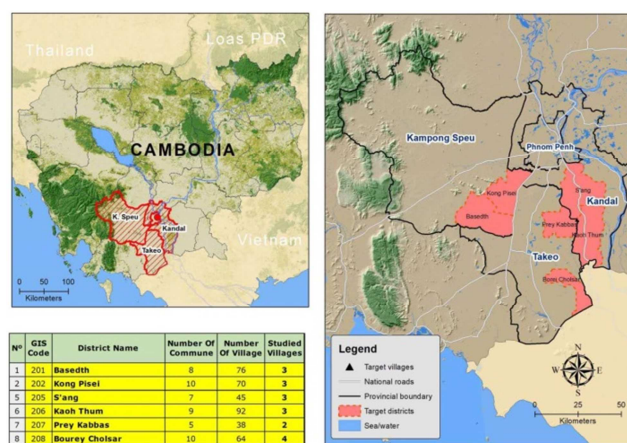 Thailand
Loas PDR
CAMBODIA
K. Speu
Kandal
Takeo
Vietnam
0 50 100
Kilometers
Nº GIS Code District Name Number Of Commune Number Of Village Studied Villages
1 201 Basedth 8 76 3
2 202 Kong Pisei 10 70 3
5 205 S'ang 7 45 3
6 206 Kaoh Thum 9 92 3
7 207 Prey Kabbas 5 38 2
8 208 Bourey Cholsar 10 64 4
Kampong Speu
Phnom Penh
Kong Pisei
S'ang
Kandal
Basedth
Prey Kabbas
Kaoh Thum
Takeo
Legend
Target villages
National roads
Provincial boundary
Target districts
Sea/water
N
W E
S
0 25 50
Kilometers